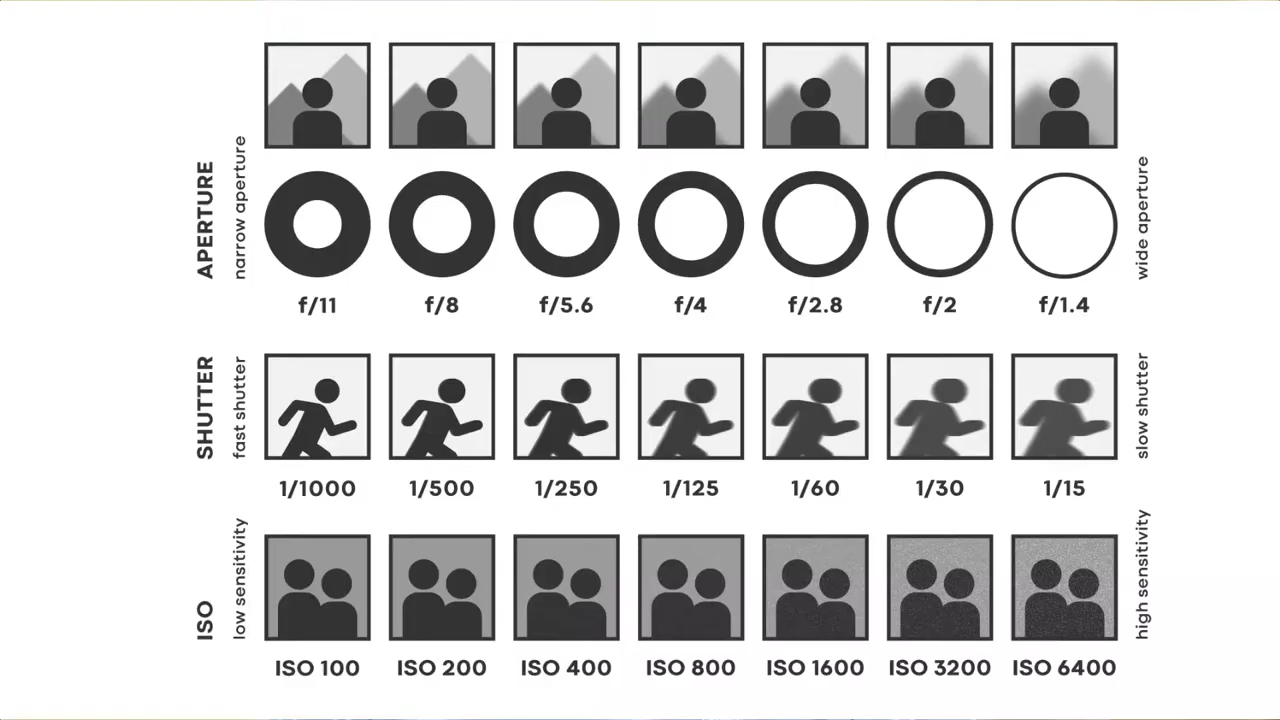 APERTURE
narrow aperture
wide aperture
f/11 f/8 f/5.6 f/4 f/2.8 f/2 f/1.4
SHUTTER
fast shutter
slow shutter
1/1000 1/500 1/250 1/125 1/60 1/30 1/15
ISO
low sensitivity
high sensitivity
ISO 100 ISO 200 ISO 400 ISO 800 ISO 1600 ISO 3200 ISO 6400